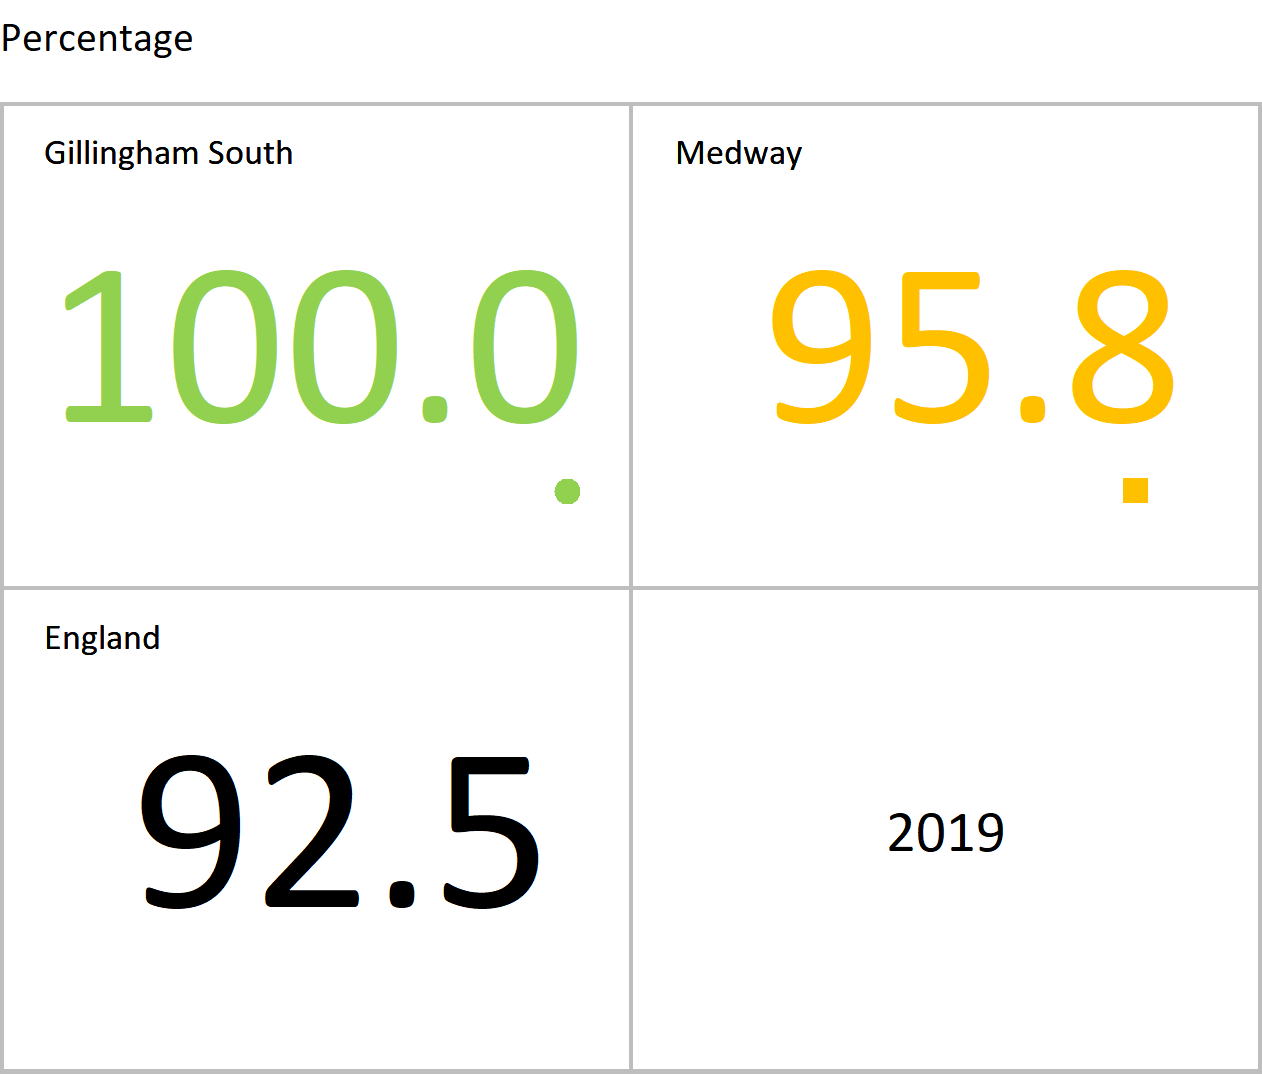 Percentage
Gillingham South
Medway
100.0
95.8
England
92.5
2019